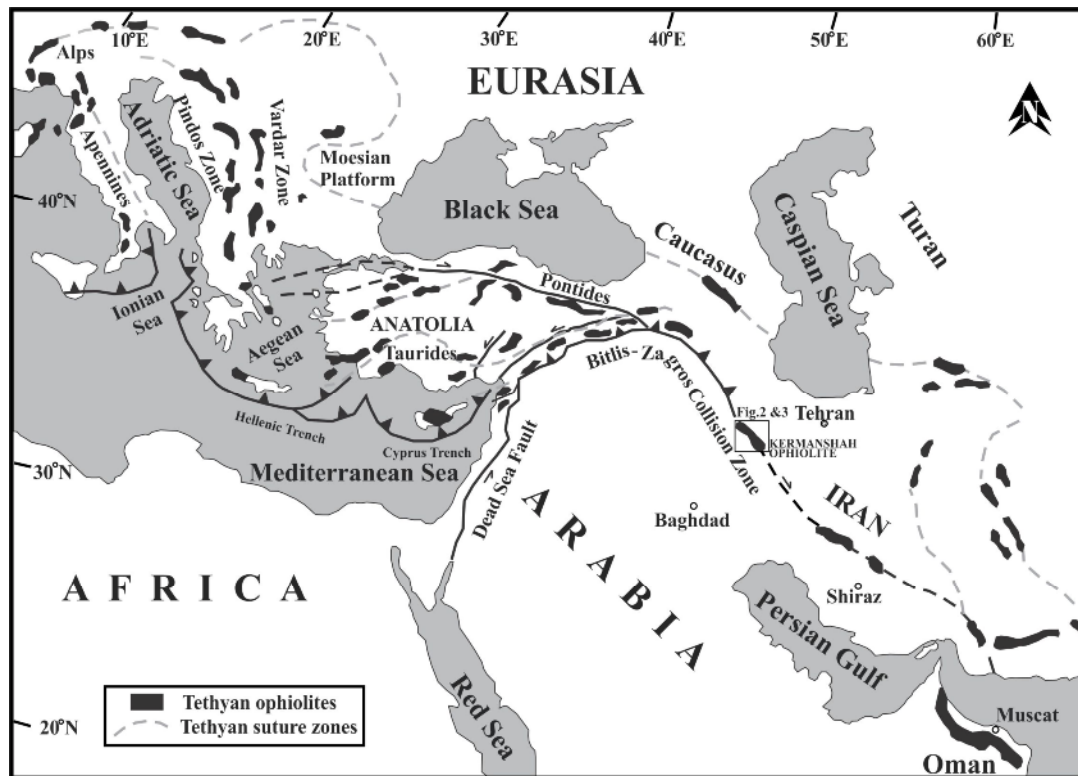 10°E
20°E
30°E
40°E
50°E
60°E
Alps
EURASIA
N
Adriatic Sea
Pindos Zone
Vardar Zone
Apennines
Moesian
Platform
40°N
Black Sea
Caspian Sea
Turan
Caucasus
Ionian
Sea
Pontides
Aegean
Sea
ANATOLIA
Taurides
Bitlis-Zagros Collision Zone
Fig.2 &3
Tehran
KERMANSHAH
OPHIOLITE
Hellenic Trench
Cyprus Trench
30°N
Mediterranean Sea
Dead Sea Fault
IRAN
Baghdad
ARABIA
AFRICA
Shiraz
Persian Gulf
Red Sea
Tethyan ophiolites
Tethyan suture zones
20°N
Muscat
Oman